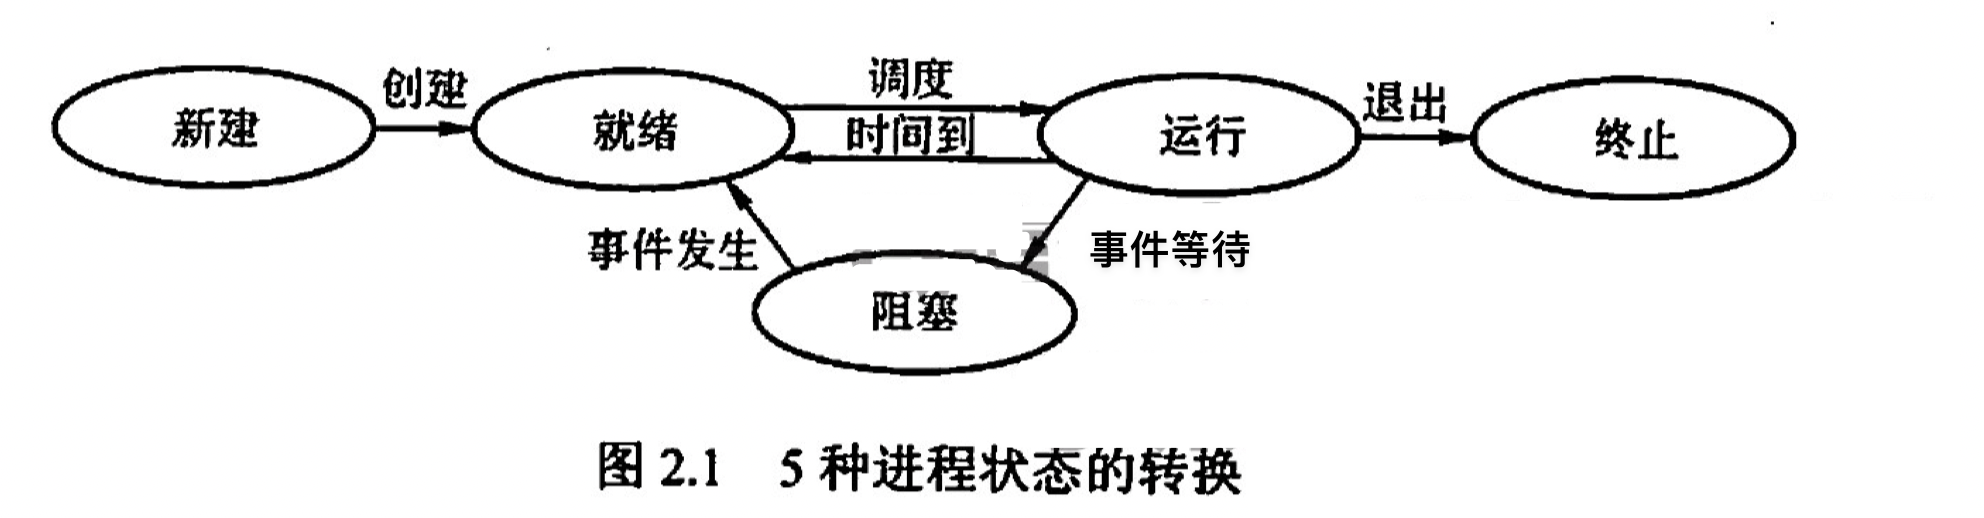 创建
调度
退出
新建
就绪
时间到
运行
终止
事件发生
事件等待
阻塞
图 2.1 5 种进程状态的转换